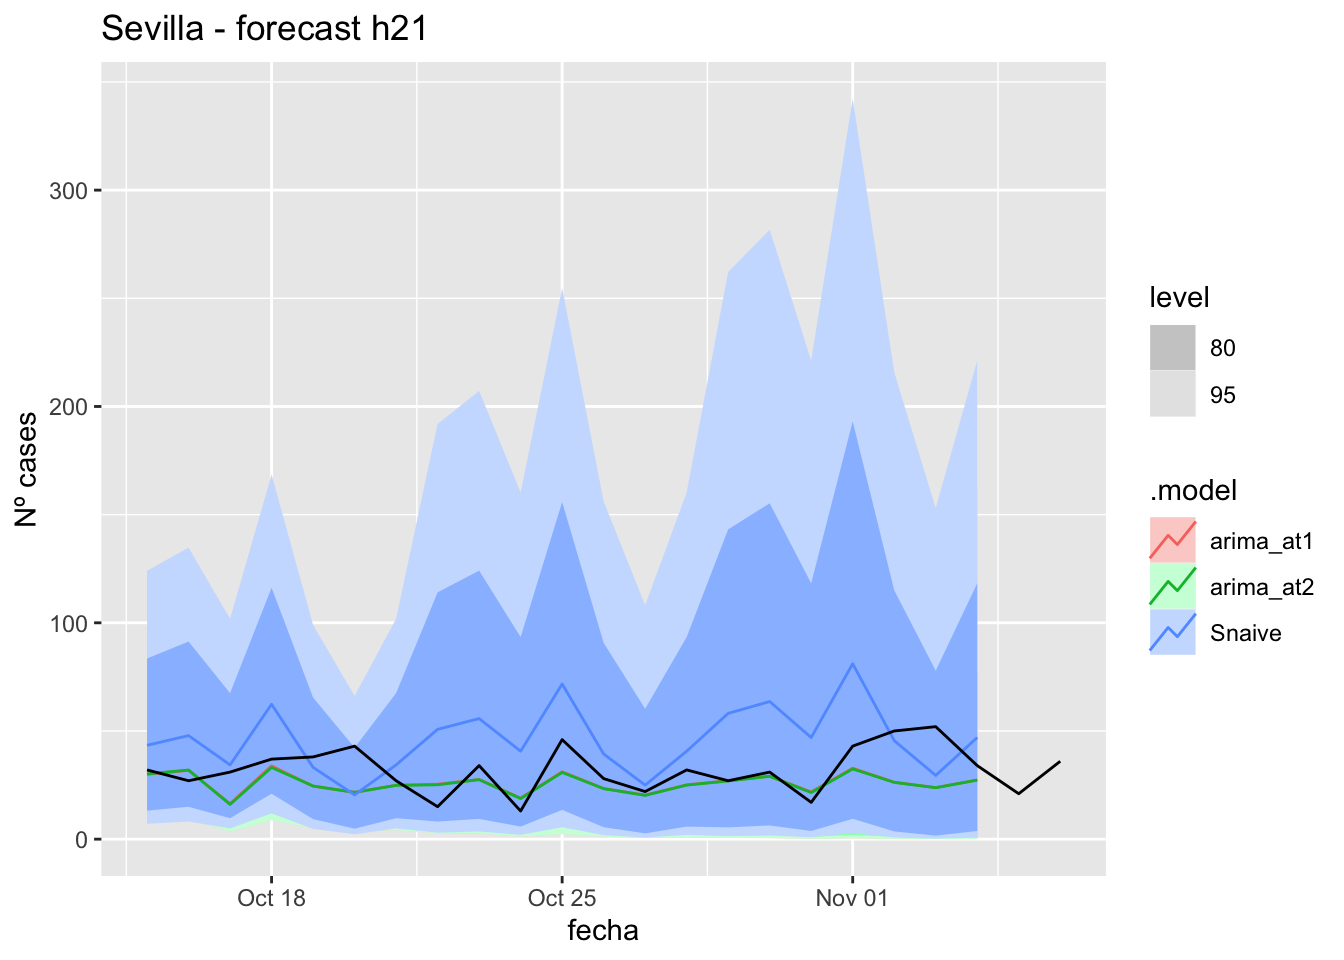 Sevilla - forecast h21
Nº cases
300
200
100
0
Oct 18
Oct 25
Nov 01
fecha
level
80
95
.model
arima_at1
arima_at2
Snaive